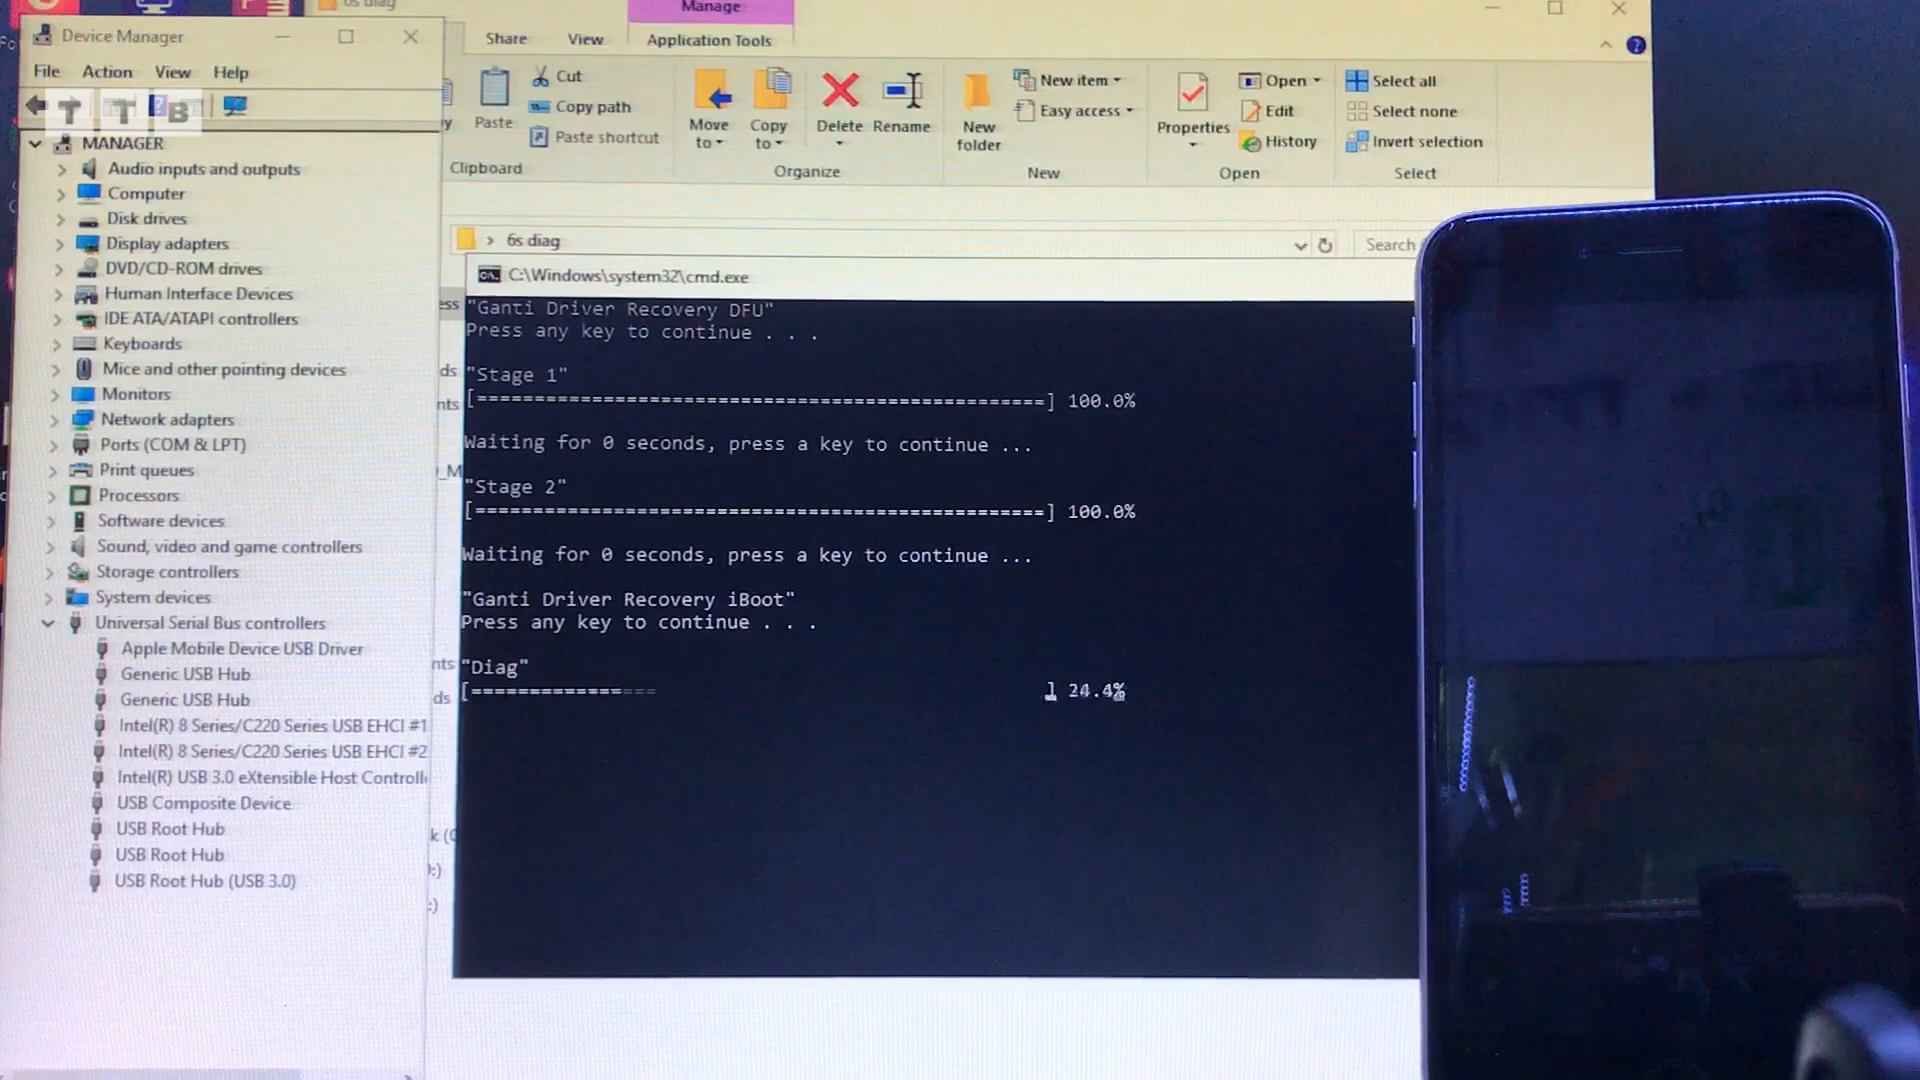 6s diag
Device Manager
File Action View Help
T T B
MANAGER
Audio inputs and outputs
Computer
Disk drives
Display adapters
DVD/CD-ROM drives
Human Interface Devices
IDE ATA/ATAPI controllers
Keyboards
Mice and other pointing devices
Monitors
Network adapters
Ports (COM & LPT)
Print queues
Processors
Software devices
Sound, video and game controllers
Storage controllers
System devices
Universal Serial Bus controllers
Apple Mobile Device USB Driver
Generic USB Hub
Generic USB Hub
Intel(R) 8 Series/C220 Series USB EHCI #1
Intel(R) 8 Series/C220 Series USB EHCI #2
Intel(R) USB 3.0 eXtensible Host Controll
USB Composite Device
USB Root Hub
USB Root Hub
USB Root Hub (USB 3.0)
Manage
Share View Application Tools
Paste
Cut
Copy path
Paste shortcut
Clipboard
Move to
Copy to
Delete
Rename
Organize
New folder
New item
Easy access
New
Properties
Open
Edit
History
Open
Select all
Select none
Invert selection
Select
6s diag
Search
C:\Windows\system32\cmd.exe
"Ganti Driver Recovery DFU"
Press any key to continue . . .
"Stage 1"
[==================================================] 100.0%
Waiting for 0 seconds, press a key to continue ...
"Stage 2"
[==================================================] 100.0%
Waiting for 0 seconds, press a key to continue ...
"Ganti Driver Recovery iBoot"
Press any key to continue . . .
"Diag"
[================ ] 24.4%